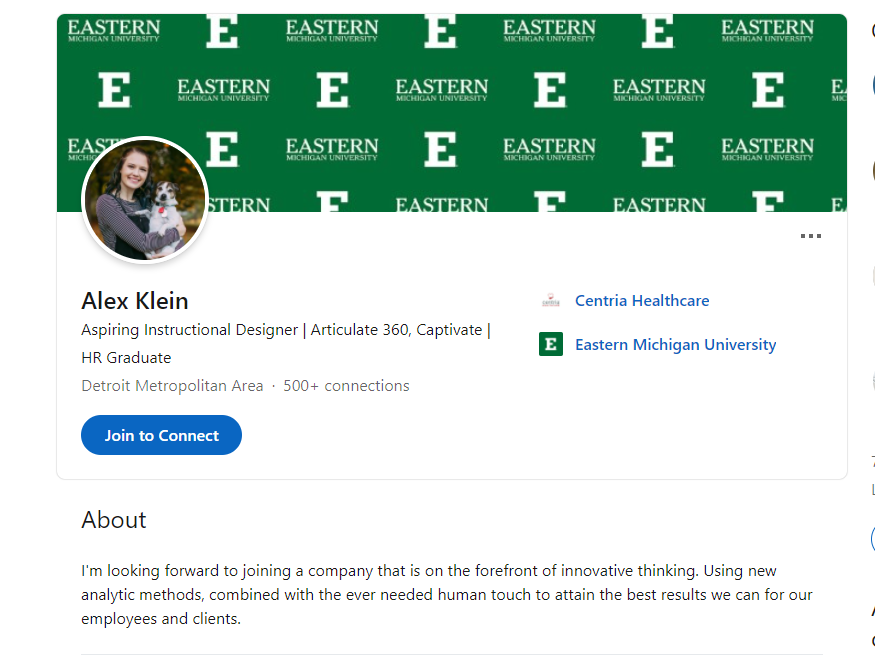 EASTERN EASTERN EASTERN EASTERN
MICHIGAN UNIVERSITY MICHIGAN UNIVERSITY MICHIGAN UNIVERSITY MICHIGAN UNIVERSITY
E E E
E EASTERN E EASTERN E EASTERN E
MICHIGAN UNIVERSITY MICHIGAN UNIVERSITY MICHIGAN UNIVERSITY
E EASTERN E EASTERN E EASTERN
MICHIGAN UNIVERSITY MICHIGAN UNIVERSITY MICHIGAN UNIVERSITY
E EASTERN E EASTERN E
Alex Klein
Aspiring Instructional Designer | Articulate 360, Captivate |
HR Graduate
Detroit Metropolitan Area · 500+ connections
Join to Connect
centria Centria Healthcare
E Eastern Michigan University
About
I'm looking forward to joining a company that is on the forefront of innovative thinking. Using new
analytic methods, combined with the ever needed human touch to attain the best results we can for our
employees and clients.